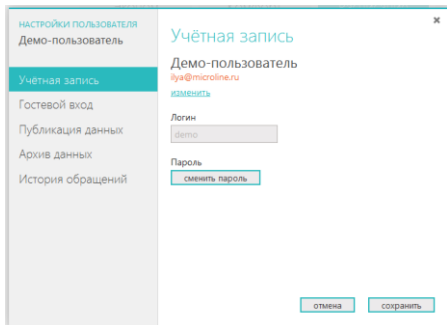 НАСТРОЙКИ ПОЛЬЗОВАТЕЛЯ
Демо-пользователь
Учётная запись
Гостевой вход
Публикация данных
Архив данных
История обращений
Учётная запись
Демо-пользователь
ilya@microline.ru
изменить
Логин
demo
Пароль
сменить пароль
отмена
сохранить